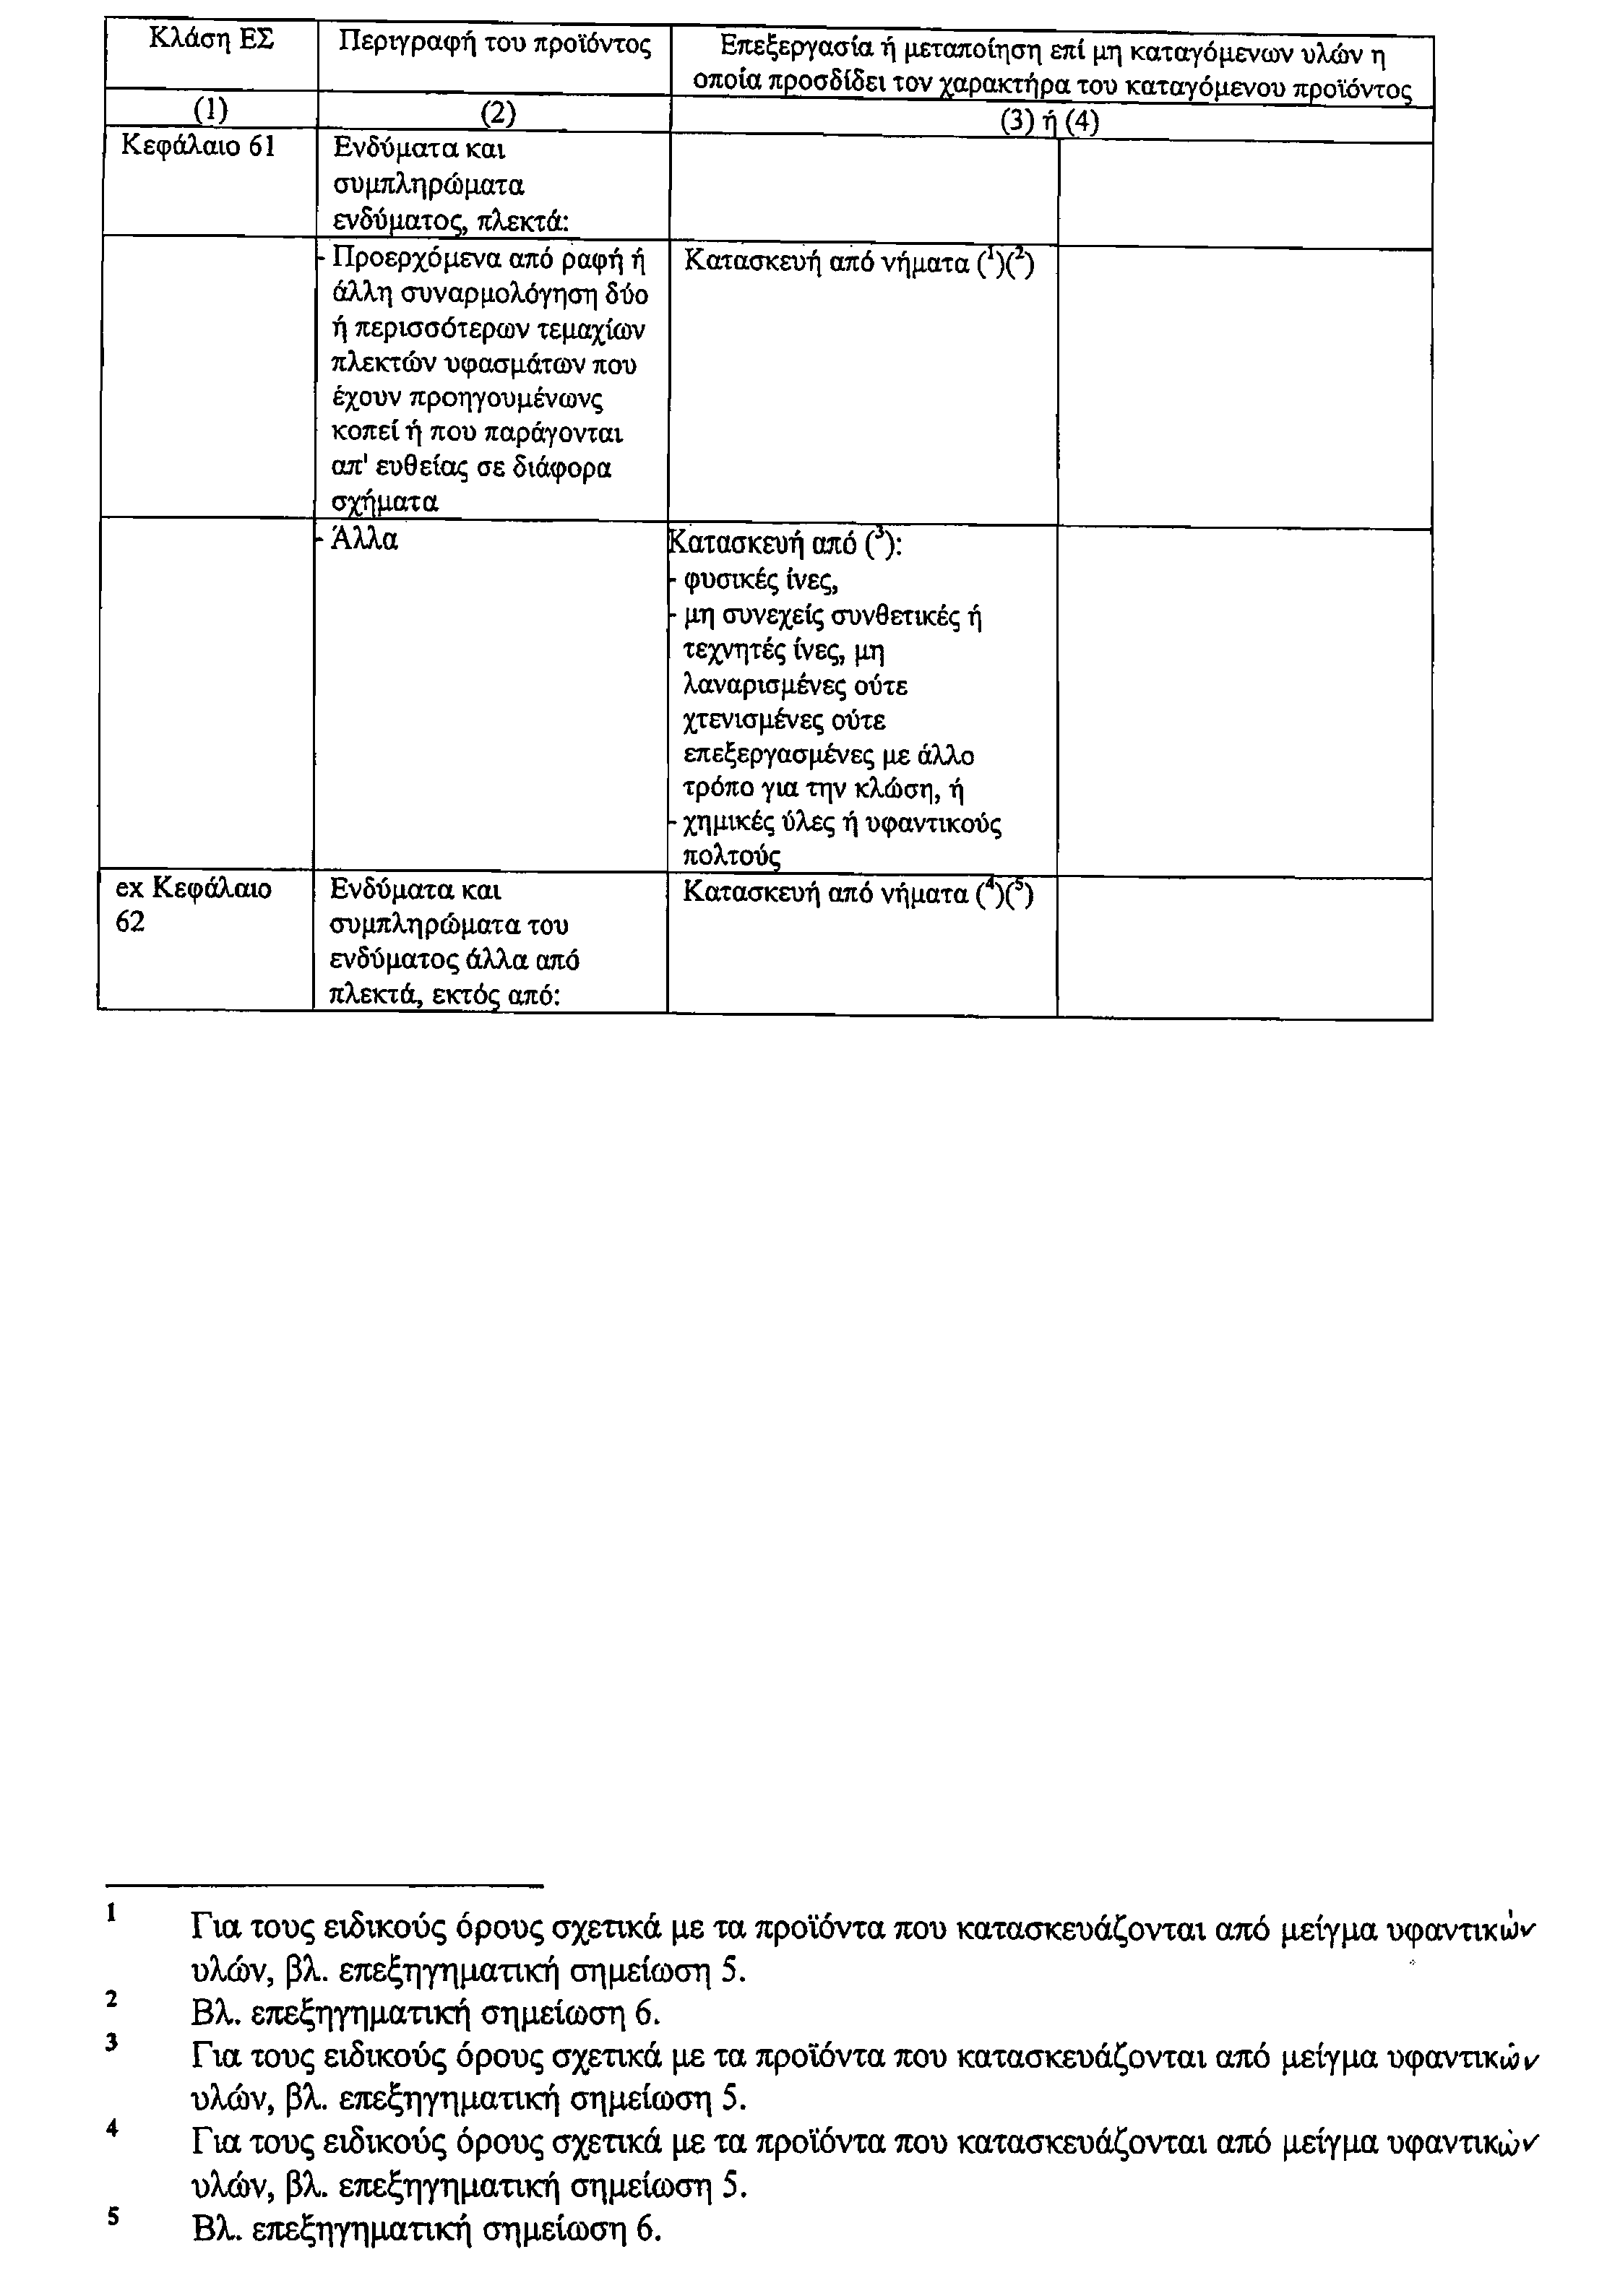 Κλάση ΕΣ
Περιγραφή του προϊόντος
Επεξεργασία ή μεταποίηση επί μη καταγόμενων υλών η
οποία προσδίδει τον χαρακτήρα του καταγόμενου προϊόντος
(1)
(2)
(3) ή (4)
Κεφάλαιο 61
Ενδύματα και
συμπληρώματα
ενδύματος, πλεκτά:
- Προερχόμενα από ραφή ή
άλλη συναρμολόγηση δύο
ή περισσότερων τεμαχίων
πλεκτών υφασμάτων που
έχουν προηγουμένωνς
κοπεί ή που παράγονται
απ' ευθείας σε διάφορα
σχήματα
Κατασκευή από νήματα (¹)(²)
- Άλλα
Κατασκευή από (³):
- φυσικές ίνες,
- μη συνεχείς συνθετικές ή
τεχνητές ίνες, μη
λαναρισμένες ούτε
χτενισμένες ούτε
επεξεργασμένες με άλλο
τρόπο για την κλώση, ή
- χημικές ύλες ή υφαντικούς
πολτούς
ex Κεφάλαιο
62
Ενδύματα και
συμπληρώματα του
ενδύματος άλλα από
πλεκτά, εκτός από:
Κατασκευή από νήματα (⁴)(⁵)
1 Για τους ειδικούς όρους σχετικά με τα προϊόντα που κατασκευάζονται από μείγμα υφαντικών
υλών, βλ. επεξηγηματική σημείωση 5.
2 Βλ. επεξηγηματική σημείωση 6.
3 Για τους ειδικούς όρους σχετικά με τα προϊόντα που κατασκευάζονται από μείγμα υφαντικών
υλών, βλ. επεξηγηματική σημείωση 5.
4 Για τους ειδικούς όρους σχετικά με τα προϊόντα που κατασκευάζονται από μείγμα υφαντικών
υλών, βλ. επεξηγηματική σημείωση 5.
5 Βλ. επεξηγηματική σημείωση 6.